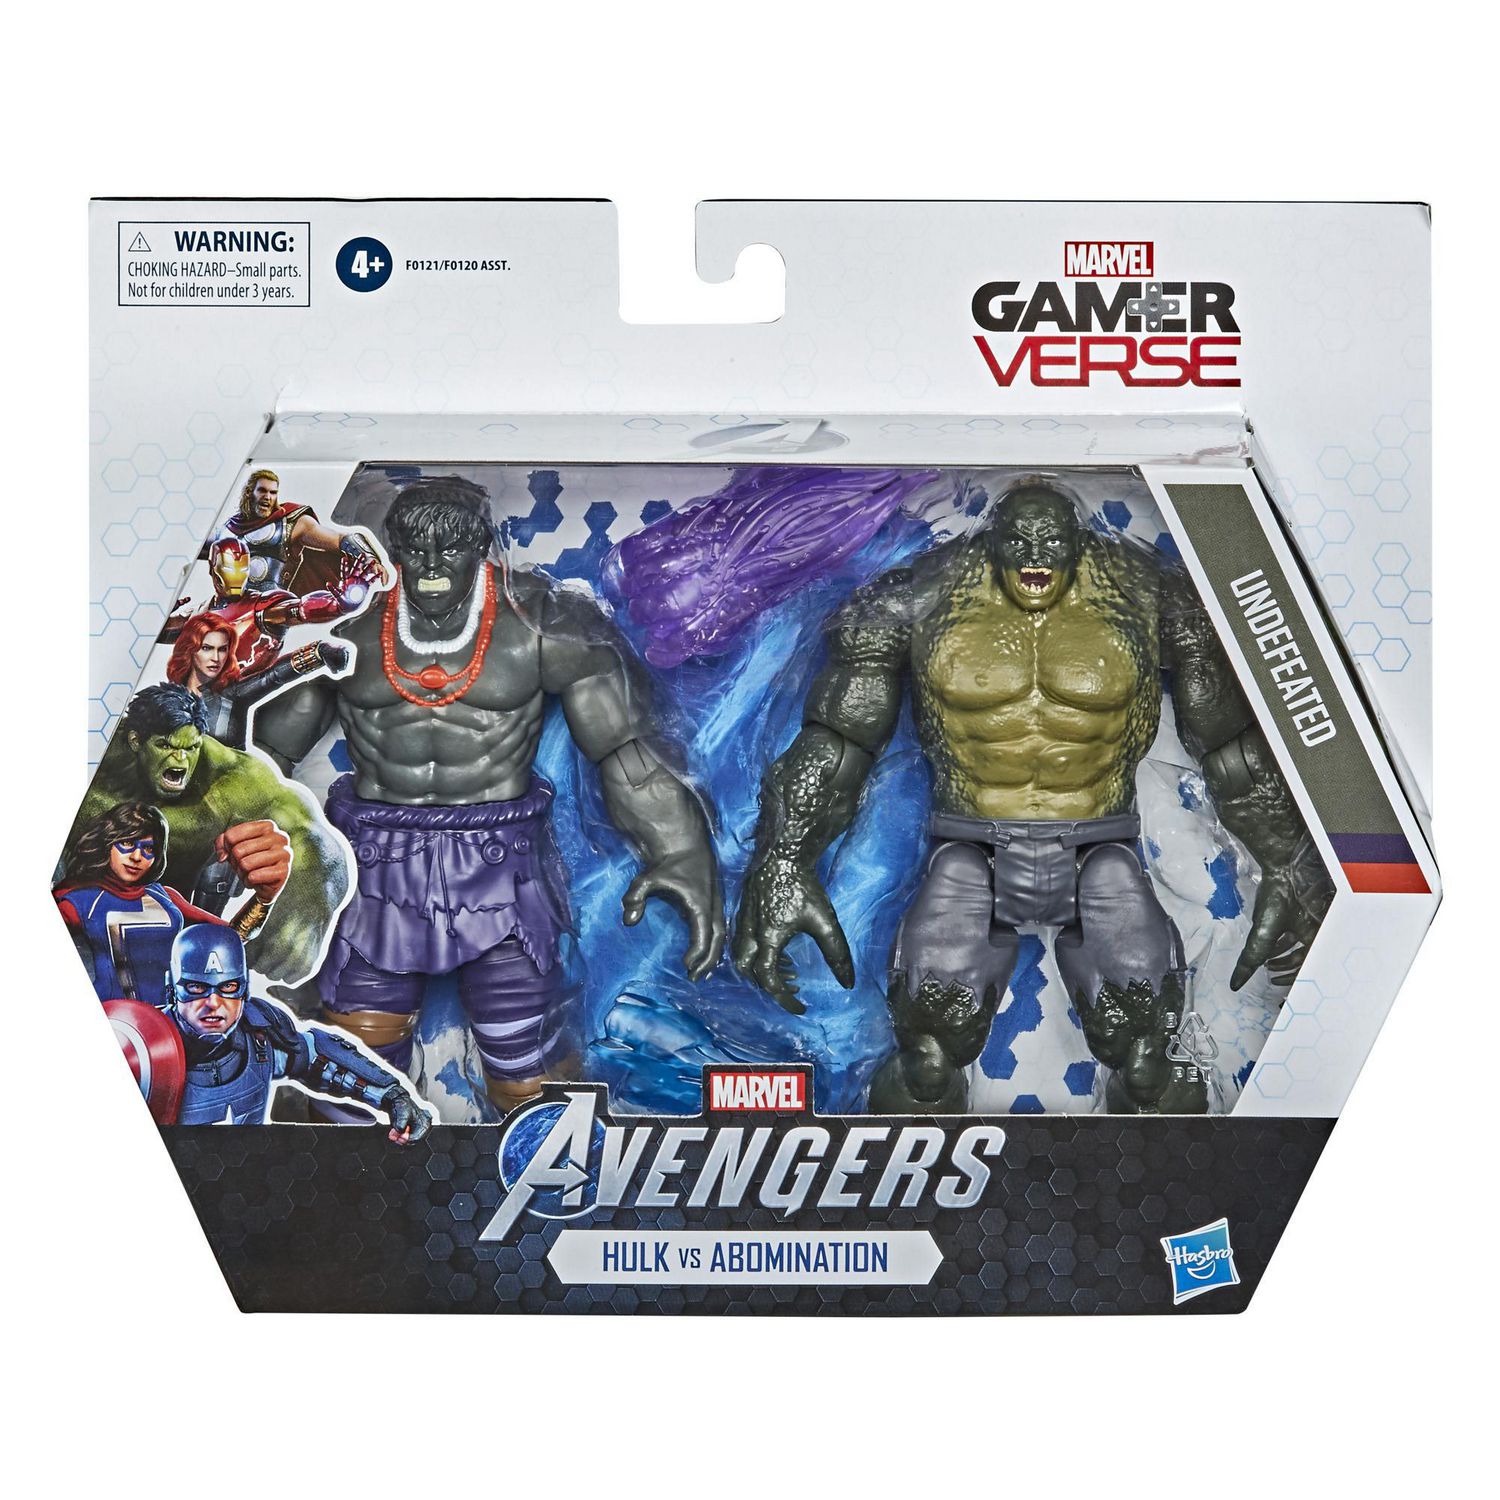 WARNING:
CHOKING HAZARD–Small parts.
Not for children under 3 years.
4+
F0121/F0120 ASST.
MARVEL
GAMER
VERSE
UNDEFEATED
A
PET
MARVEL
AVENGERS
HULK VS ABOMINATION
Hasbro